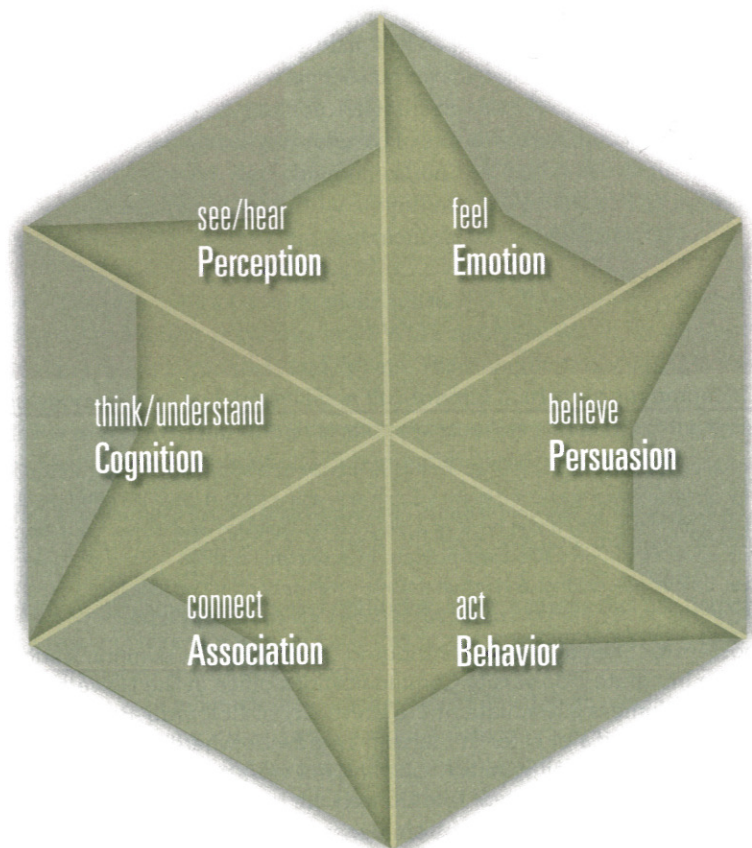 see/hear
Perception
feel
Emotion
think/understand
Cognition
believe
Persuasion
connect
Association
act
Behavior